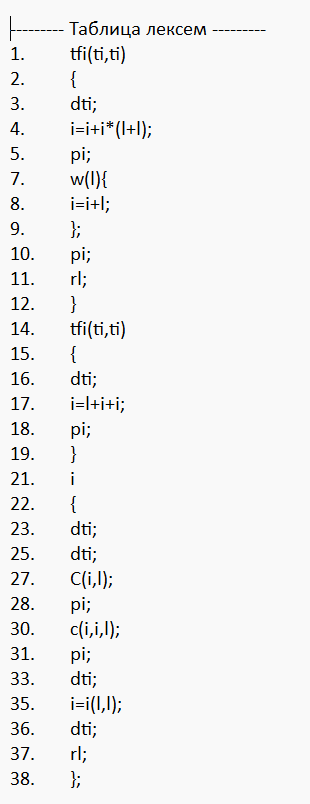 --------- Таблица лексем ---------
1. tfi(ti,ti)
2. {
3. dti;
4. i=i+i*(l+l);
5. pi;
7. w(l){
8. i=i+l;
9. };
10. pi;
11. rl;
12. }
14. tfi(ti,ti)
15. {
16. dti;
17. i=l+i+i;
18. pi;
19. }
21. i
22. {
23. dti;
25. dti;
27. C(i,l);
28. pi;
30. c(i,i,l);
31. pi;
33. dti;
35. i=i(l,l);
36. dti;
37. rl;
38. };